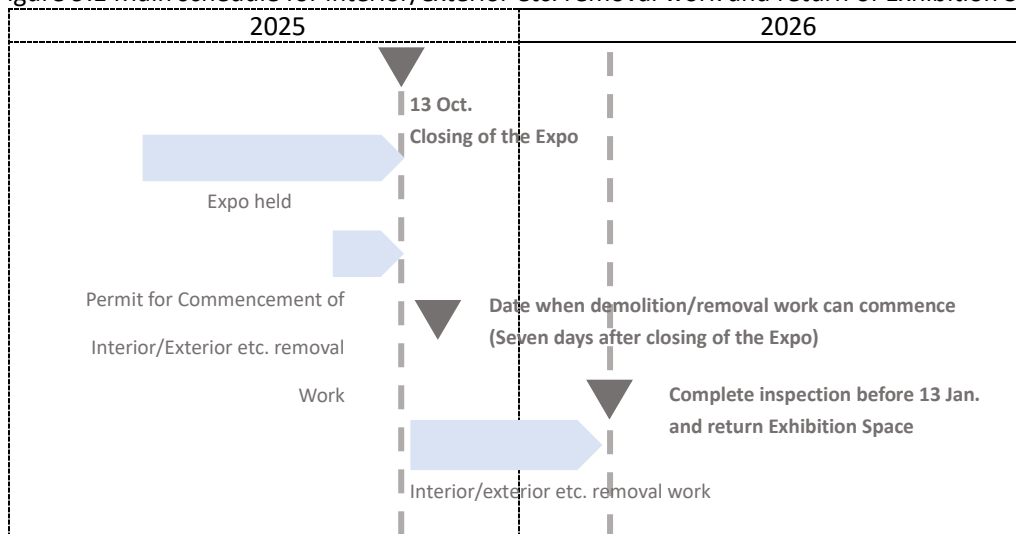 2025
2026
13 Oct.
Closing of the Expo
Expo held
Permit for Commencement of
Interior/Exterior etc. removal
Work
Date when demolition/removal work can commence
(Seven days after closing of the Expo)
Complete inspection before 13 Jan.
and return Exhibition Space
Interior/exterior etc. removal work